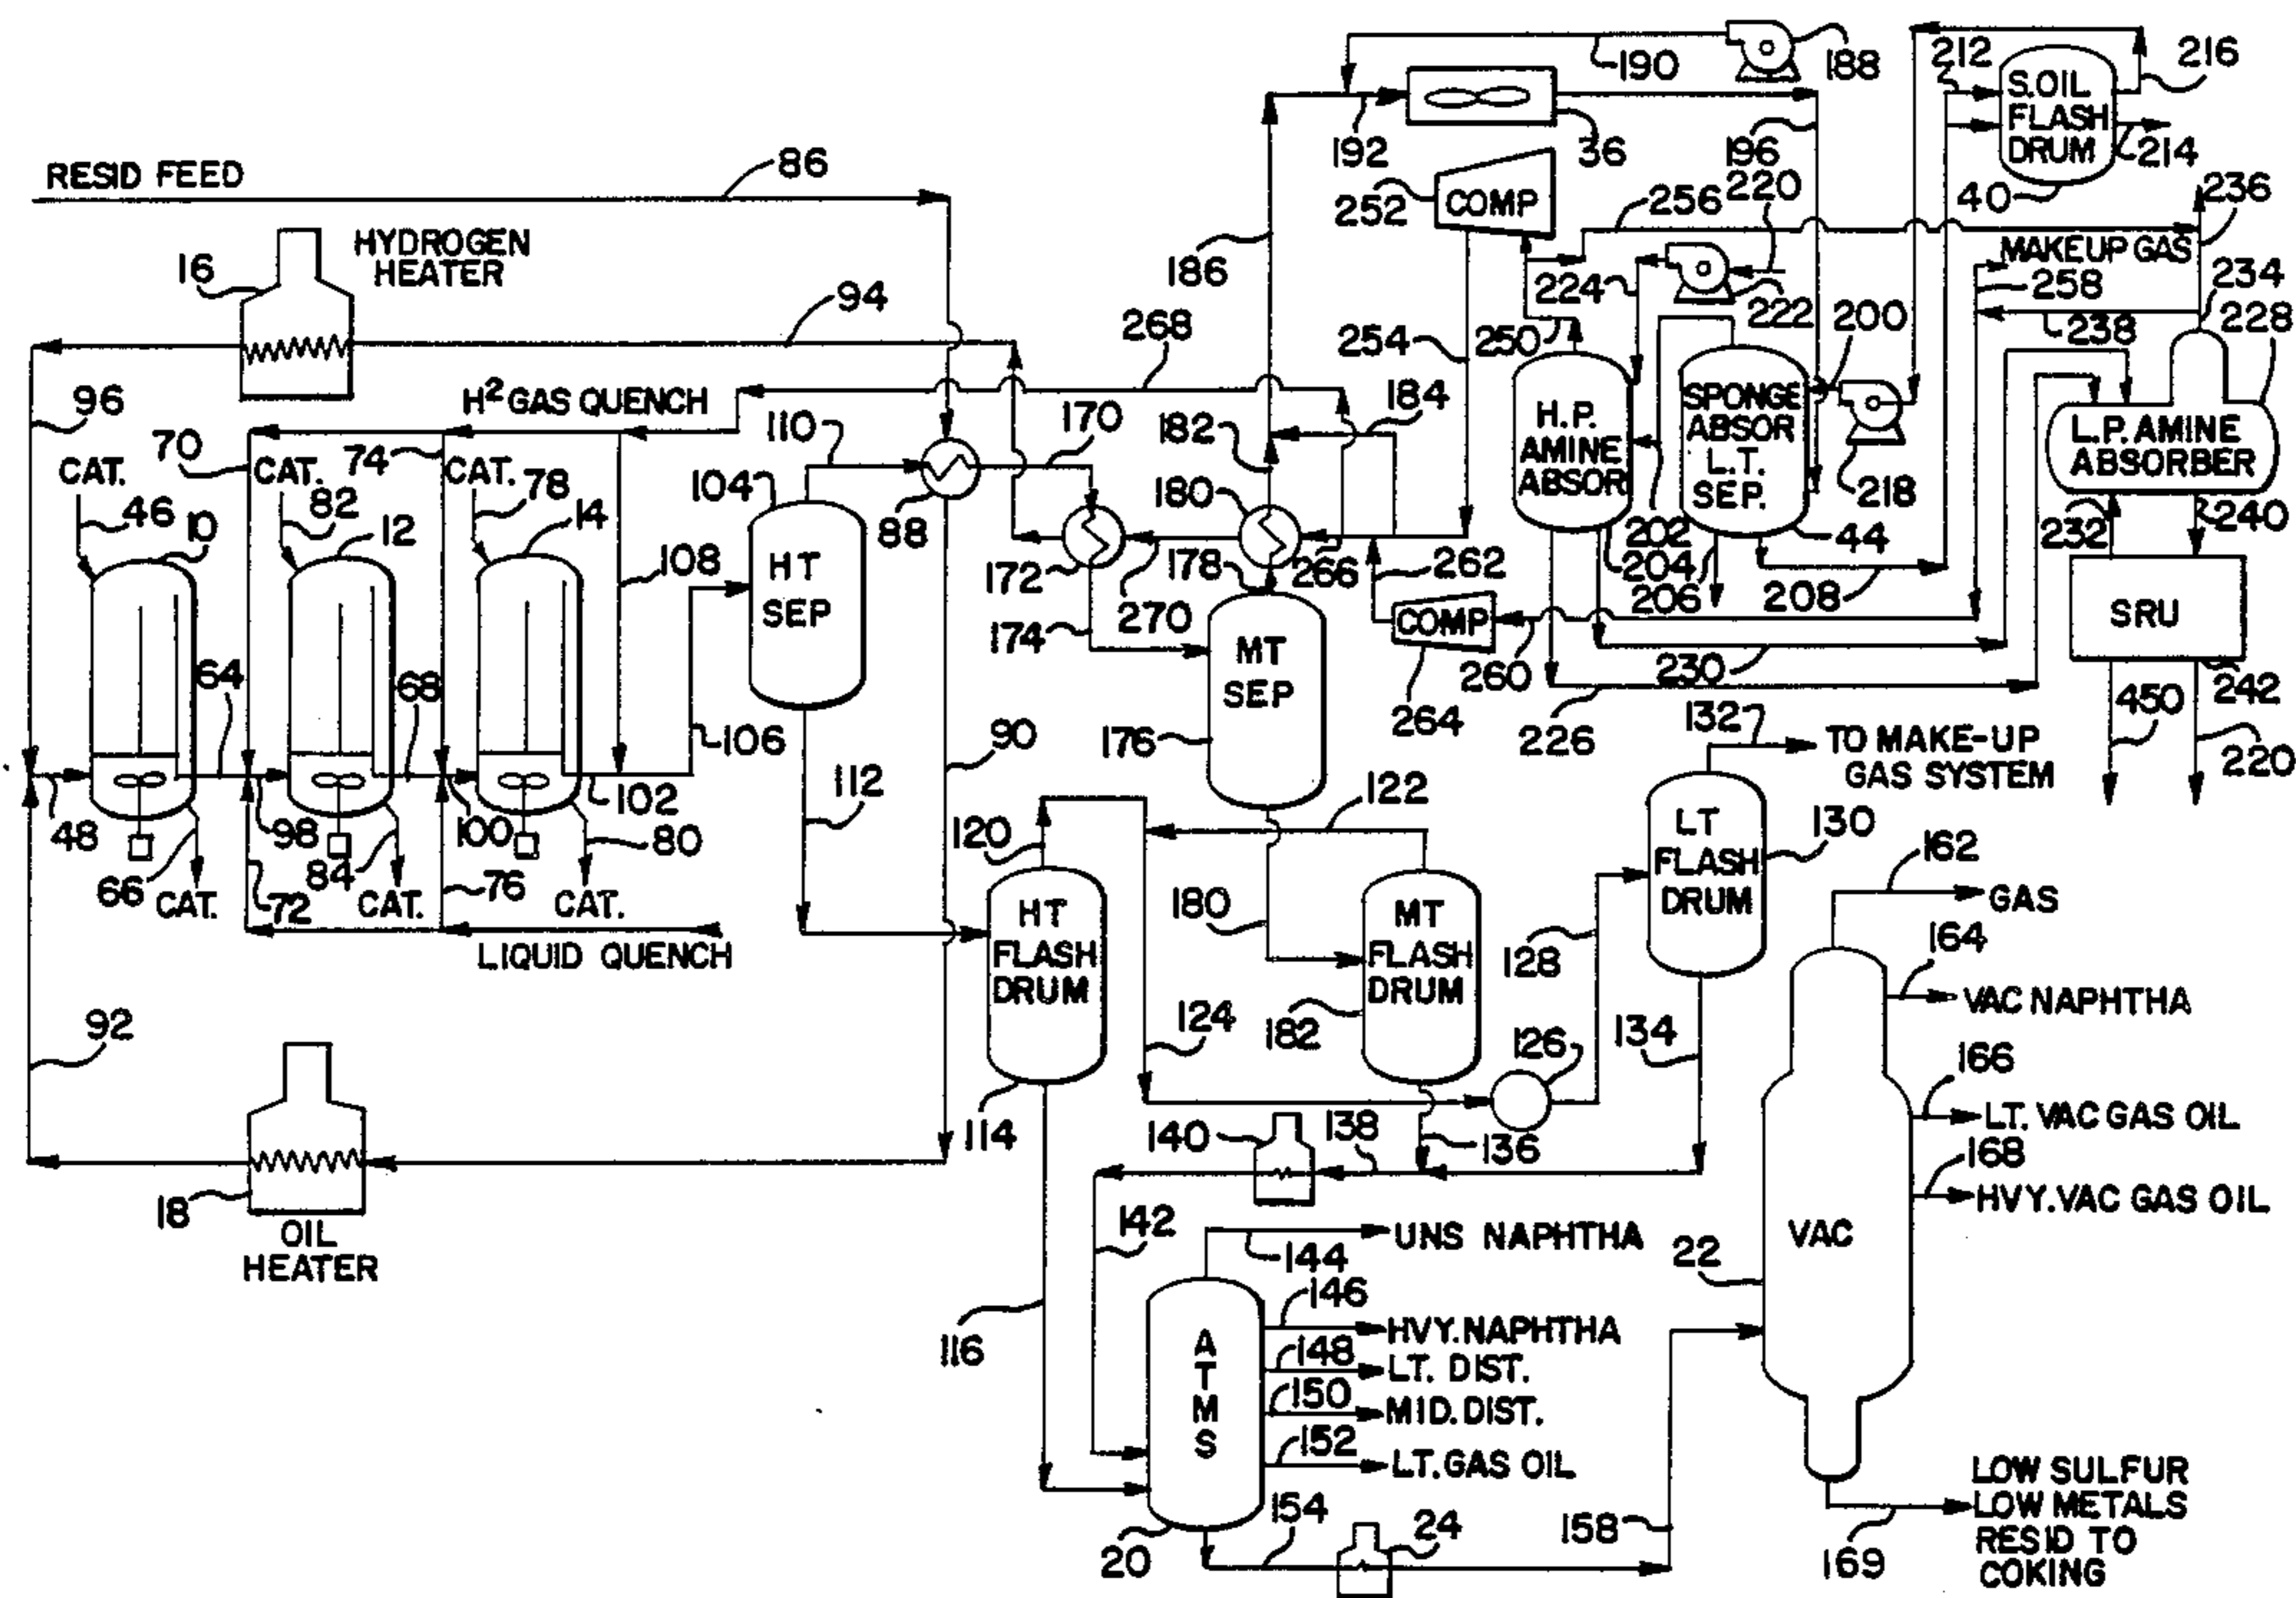 190
188
212
216
S.OIL
FLASH
DRUM
192
36
196
214
RESID FEED
86
252
COMP
220
256
40
236
HYDROGEN
HEATER
16
186
MAKEUP GAS
224
258
234
94
268
254
250
222
200
238
228
96
H2 GAS QUENCH
110
170
182
184
H.P.
AMINE
ABSOR
SPONGE
ABSOR
L.T.
SEP.
L.P. AMINE
ABSORBER
70
74
CAT.
CAT.
CAT.
46
10
82
12
78
14
104
88
180
218
202
44
232
240
108
HT
SEP
172
178
266
262
204
206
208
SRU
174
270
MT
SEP
COMP
264
260
230
64
68
106
90
176
226
132
450
242
220
TO MAKE-UP
GAS SYSTEM
48
98
100
102
112
122
LT
FLASH
DRUM
130
66
84
80
120
162
CAT.
72
CAT.
76
CAT.
HT
FLASH
DRUM
180
MT
FLASH
DRUM
128
GAS
164
LIQUID QUENCH
VAC NAPHTHA
92
124
182
126
134
166
18
114
140
138
136
LT. VAC GAS OIL
168
HVY. VAC GAS OIL
OIL
HEATER
142
144
UNS NAPHTHA
22
VAC
116
A
T
M
S
146
HVY. NAPHTHA
148
LT. DIST.
150
MID. DIST.
152
LT. GAS OIL
20
154
24
158
169
LOW SULFUR
LOW METALS
RESID TO
COKING